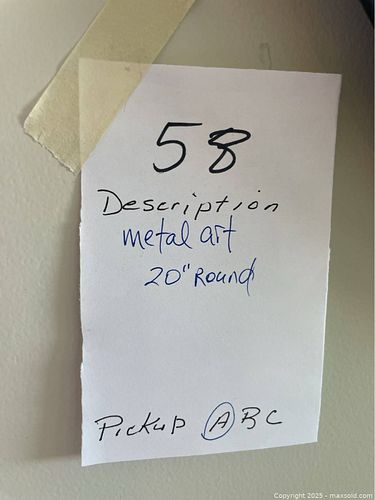 58
Description
metal art
20" Round
Pickup A B C
Copyright 2025 - maxsold.com